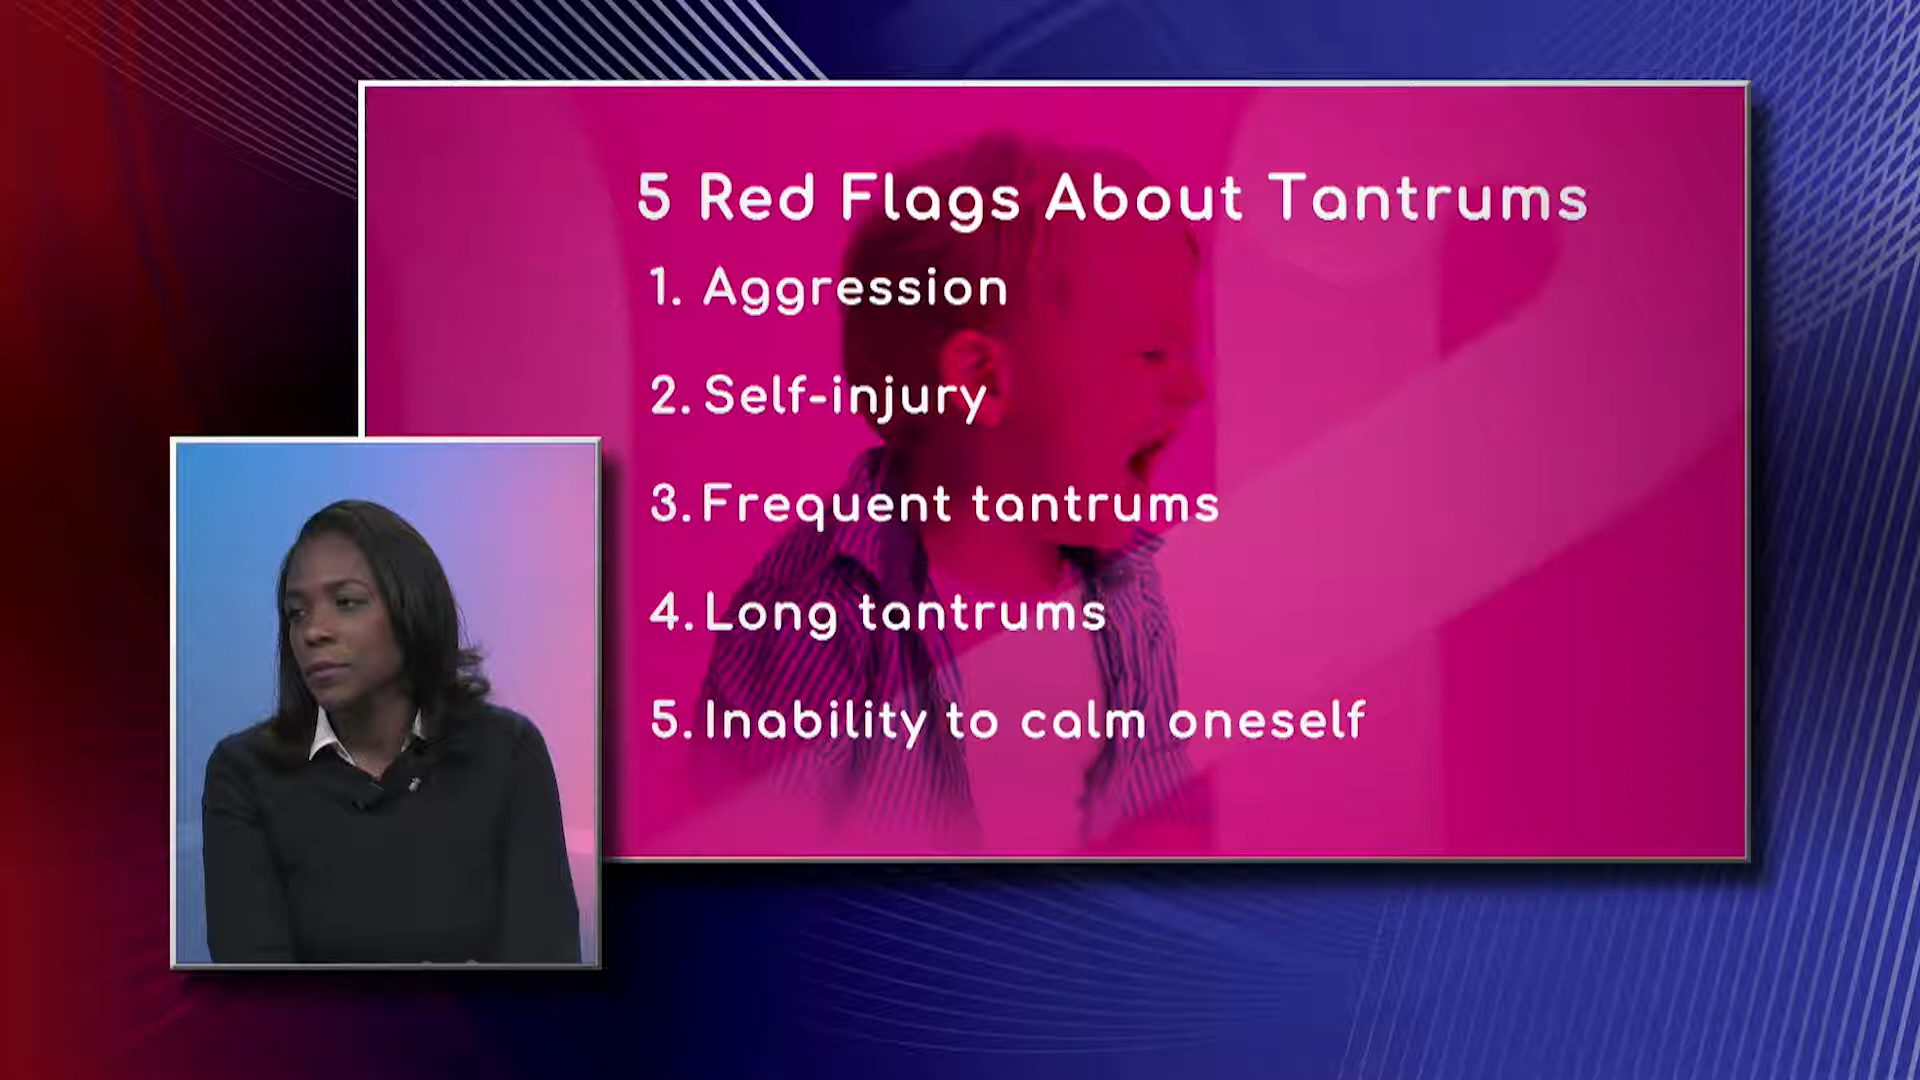 5 Red Flags About Tantrums
1. Aggression
2. Self-injury
3. Frequent tantrums
4. Long tantrums
5. Inability to calm oneself